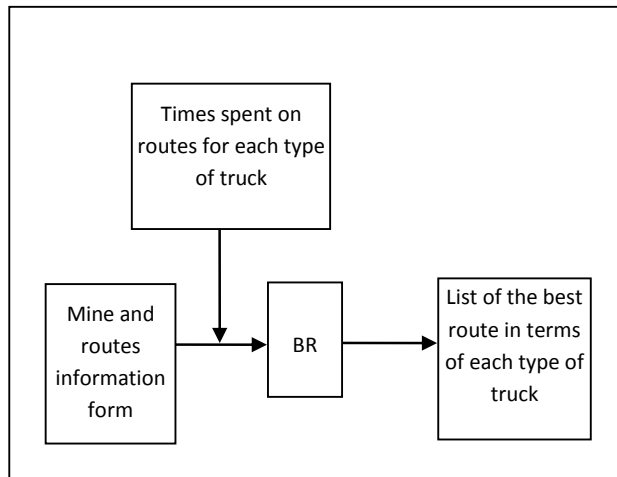 Times spent on
routes for each type
of truck
Mine and
routes
information
form
BR
List of the best
route in terms
of each type of
truck